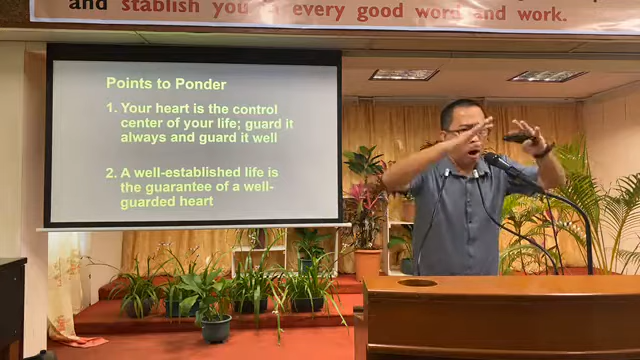 and stablish you in every good word and work.
Points to Ponder
1. Your heart is the control
center of your life; guard it
always and guard it well
2. A well-established life is
the guarantee of a well-
guarded heart